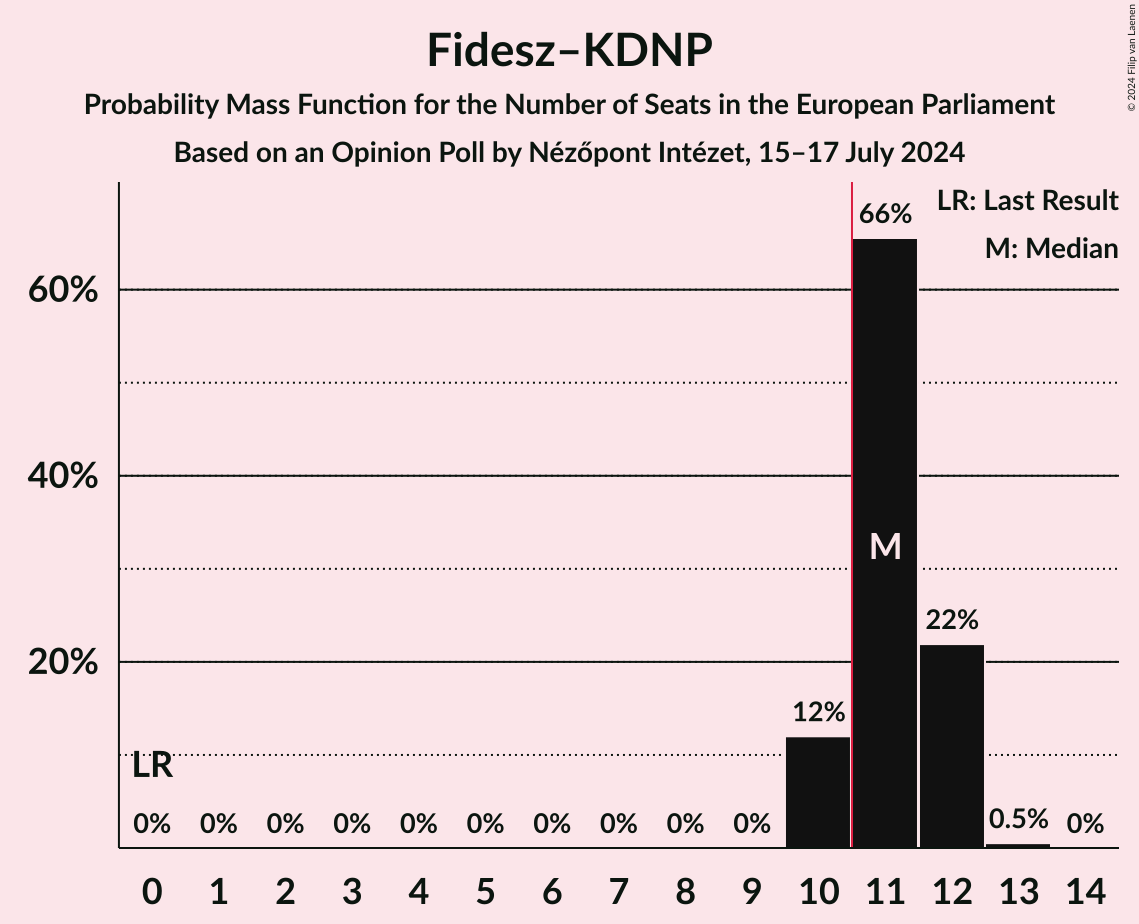 Fidesz–KDNP
Probability Mass Function for the Number of Seats in the European Parliament
Based on an Opinion Poll by Nézőpont Intézet, 15–17 July 2024
© 2024 Filip van Laenen
LR: Last Result
M: Median
60%
40%
20%
66%
M
22%
12%
LR
0% 0% 0% 0% 0% 0% 0% 0% 0% 0% 0.5% 0%
0 1 2 3 4 5 6 7 8 9 10 11 12 13 14